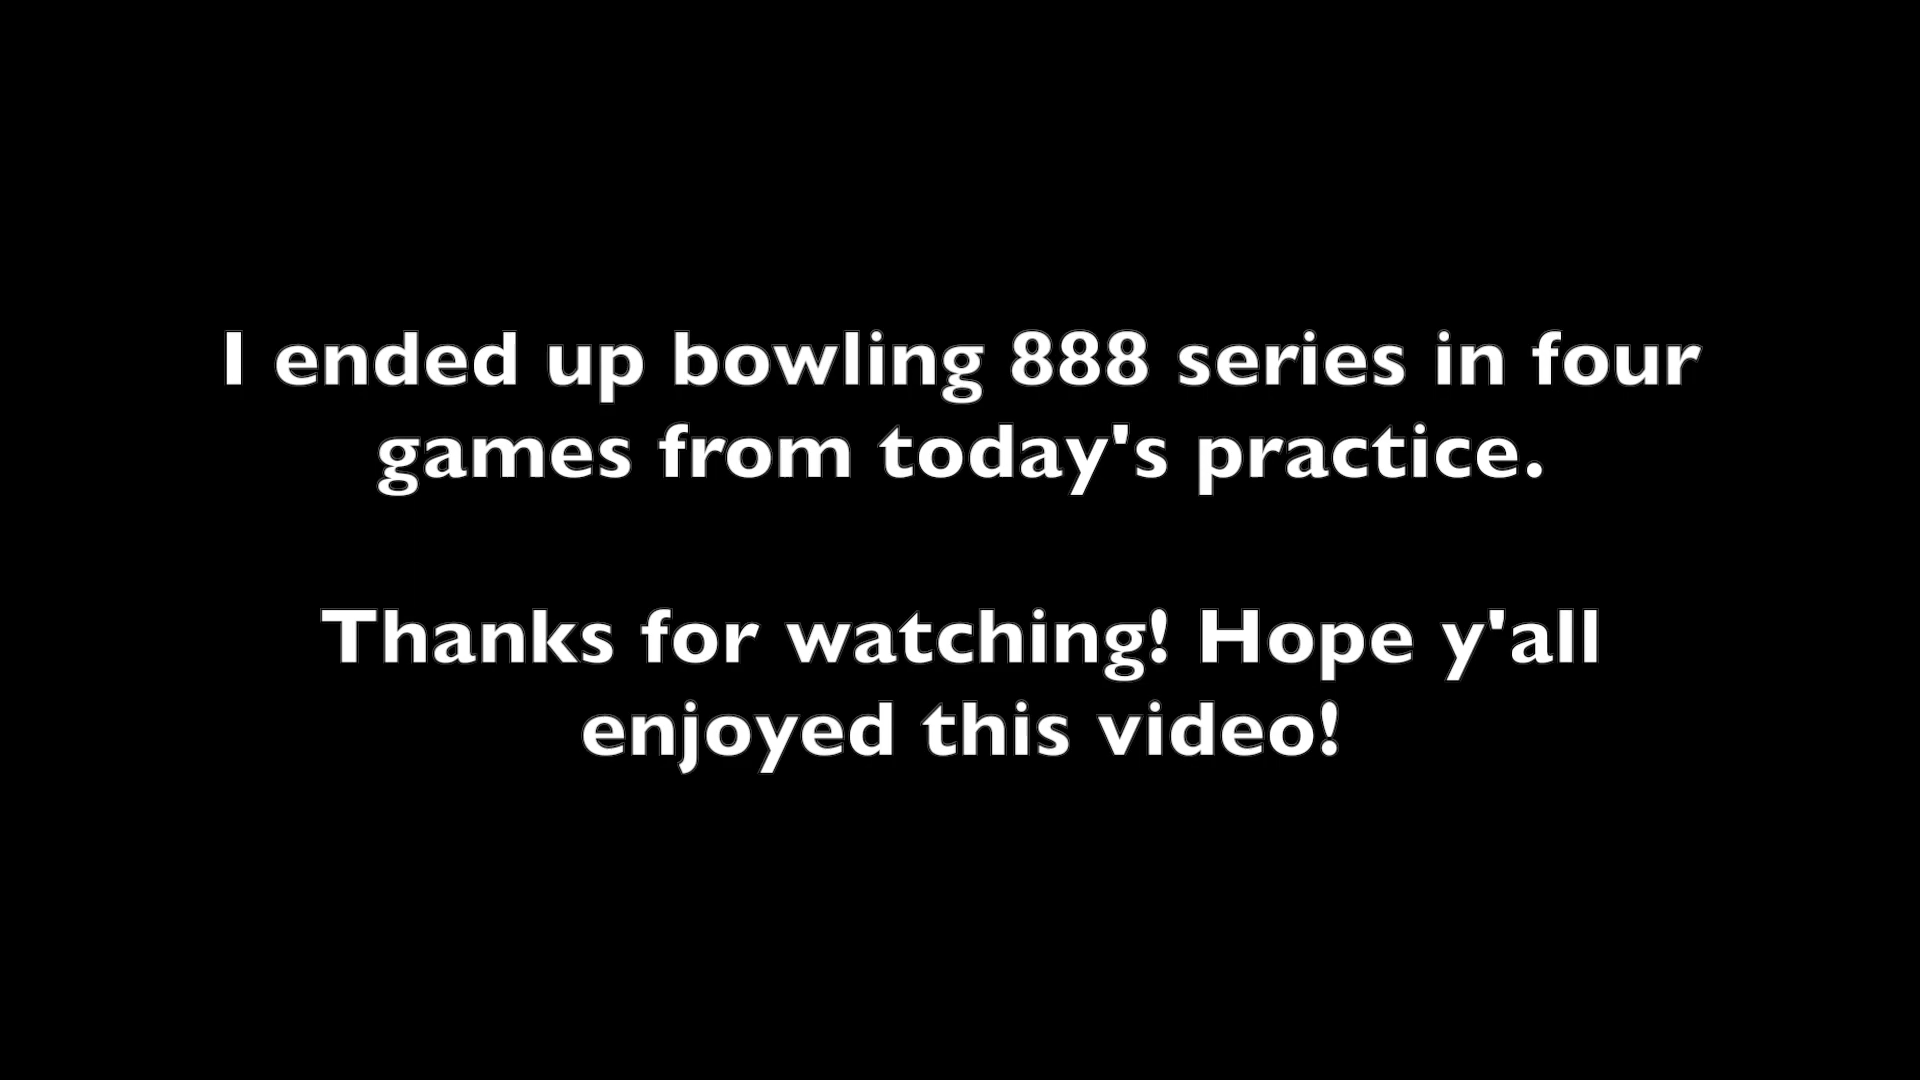 I ended up bowling 888 series in four
games from today's practice.
Thanks for watching! Hope y'all
enjoyed this video!